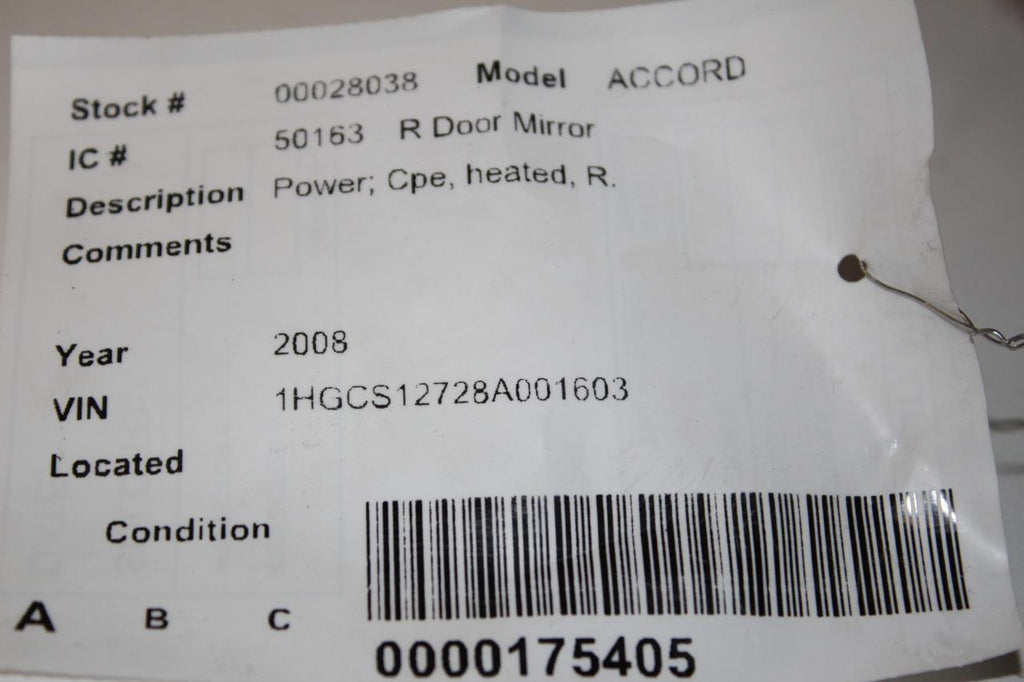 Stock # 00028038 Model ACCORD
IC # 50163 R Door Mirror
Description Power; Cpe, heated, R.
Comments
Year 2008
VIN 1HGCS12728A001603
Located
Condition
A B C
0000175405